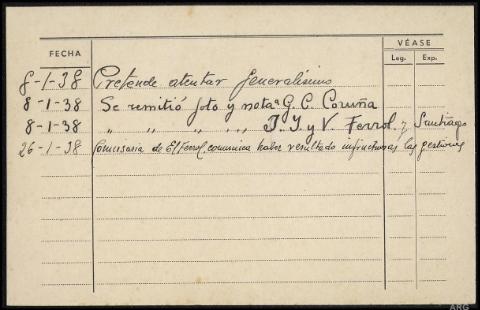 VÉASE
FECHA Leg. Exp.
8-1-38 Pretende atentar generalisimo
8-1-38 Se remitió foto y notª G. C. Coruña
8-1-38 " " " " " J. I. y V. Ferrol y Santiago
26-1-38 Comisaria de El Ferrol, comunica haber resultado infructuosas las gestiones
ARG